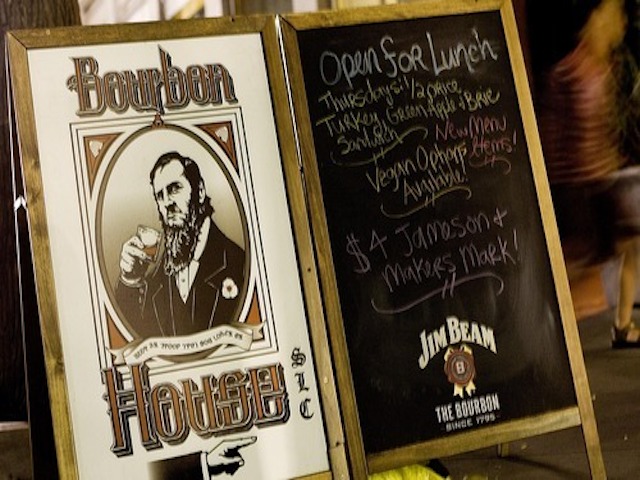 Bourbon
House
SLC
Open for Lunch
Thursdays: 1/2 price
Turkey, Green Apple & Brie
Sandwich
New Menu
Items!
Vegan Options
Available!
$4 Jameson +
Makers Mark!
JIM BEAM
B
THE BOURBON
SINCE 1795